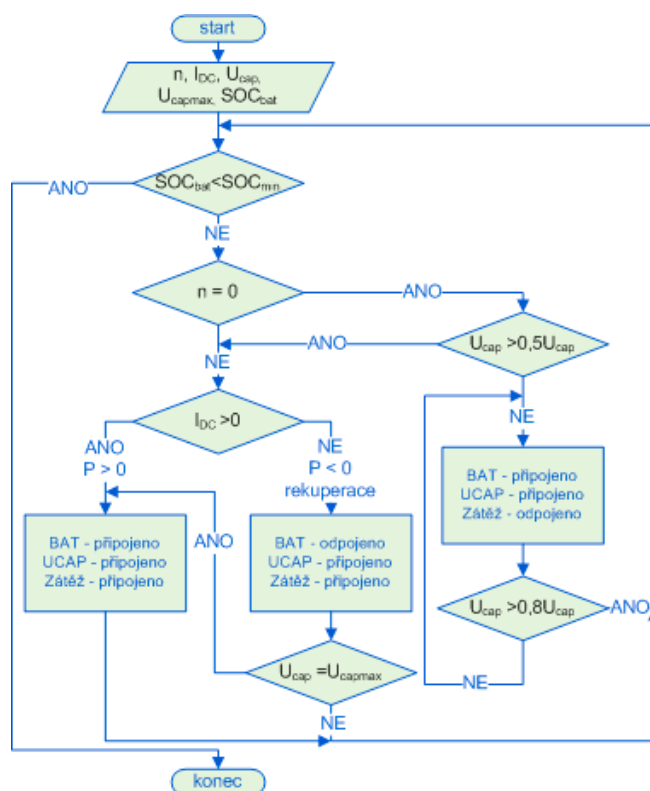 start
n, I_DC, U_cap,
U_capmax, SOC_bat
SOC_bat<SOC_min
ANO
NE
n = 0
ANO
U_cap >0,5U_cap
ANO
NE
NE
I_DC >0
ANO
P > 0
NE
P < 0
rekuperace
BAT - připojeno
UCAP - připojeno
Zátěž - odpojeno
BAT - připojeno
UCAP - připojeno
Zátěž - připojeno
ANO
BAT - odpojeno
UCAP - připojeno
Zátěž - připojeno
U_cap >0,8U_cap
ANO
U_cap =U_capmax
NE
NE
konec